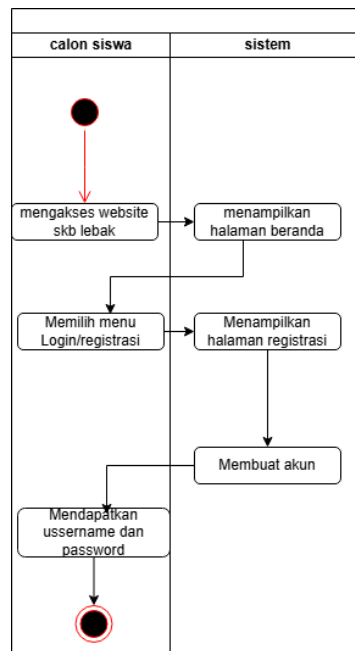 calon siswa
sistem
mengakses website
skb lebak
menampilkan
halaman beranda
Memilih menu
Login/registrasi
Menampilkan
halaman registrasi
Membuat akun
Mendapatkan
ussername dan
password